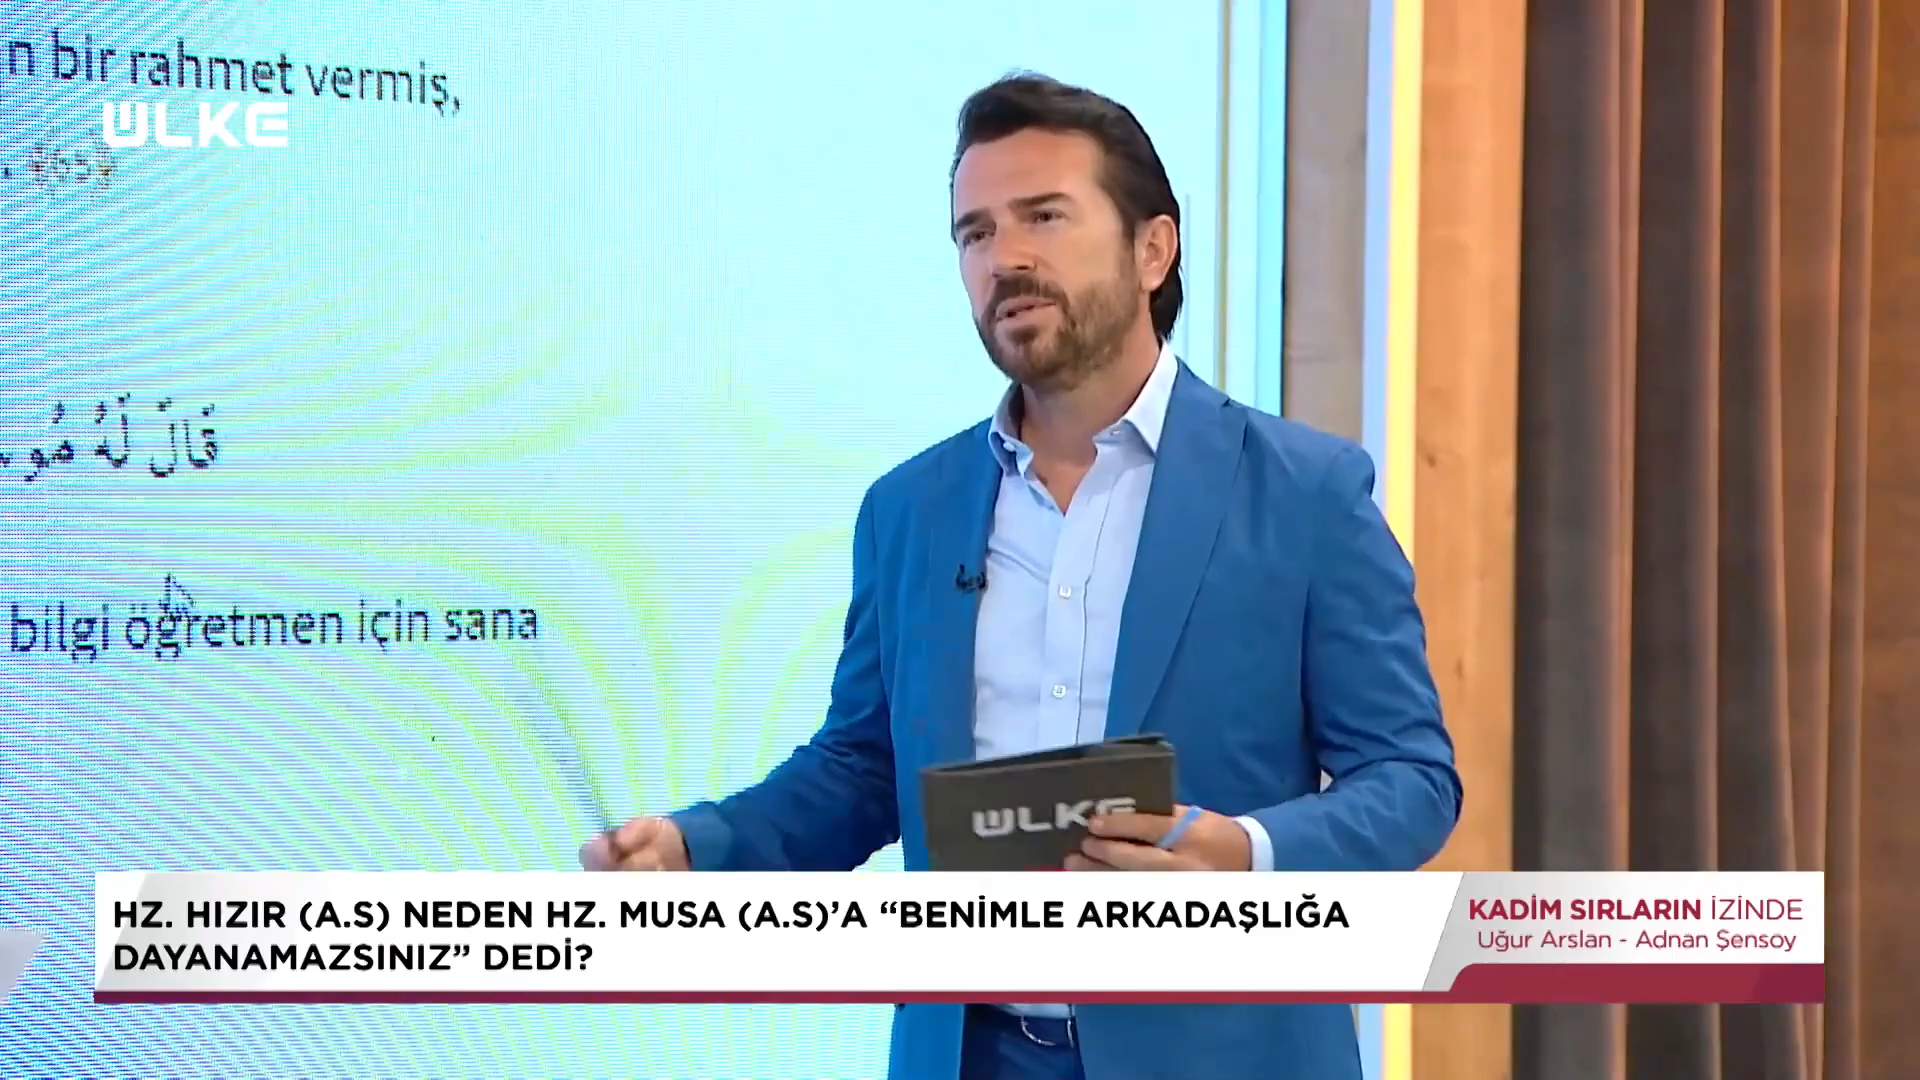 n bir rahmet vermiş,
ÜLKE
﴾65﴿
قَالَ لَهُ مُو
bilgi öğretmen için sana
ÜLKE
HZ. HIZIR (A.S) NEDEN HZ. MUSA (A.S)’A “BENİMLE ARKADAŞLIĞA
DAYANAMAZSINIZ” DEDİ?
KADİM SIRLARIN İZİNDE
Uğur Arslan - Adnan Şensoy